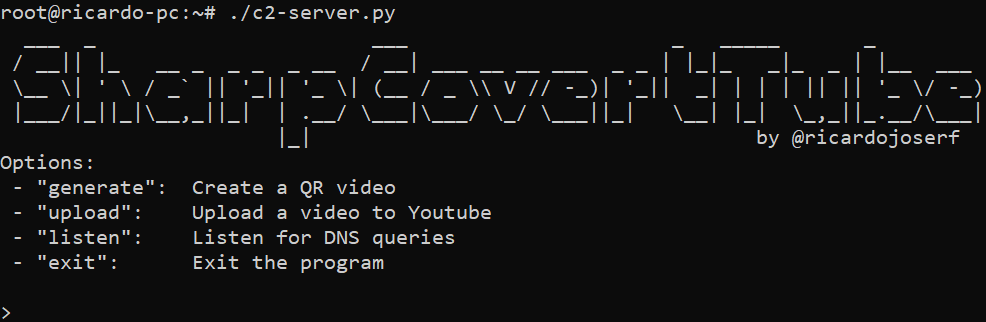 root@ricardo-pc:~# ./c2-server.py
SharpCovertTube
by @ricardojoserf
Options:
- "generate": Create a QR video
- "upload": Upload a video to Youtube
- "listen": Listen for DNS queries
- "exit": Exit the program
>